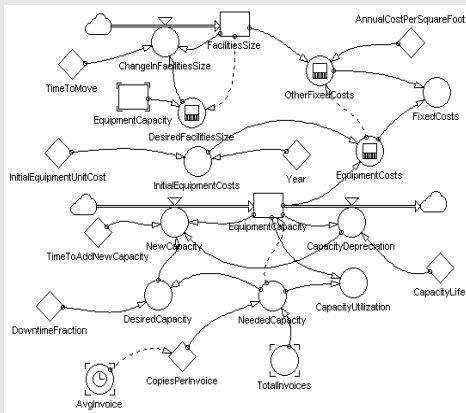 AnnualCostPerSquareFoot
FacilitiesSize
ChangeInFacilitiesSize
TimeToMove
OtherFixedCosts
FixedCosts
EquipmentCapacity
DesiredFacilitiesSize
InitialEquipmentUnitCost
InitialEquipmentCosts
Year
EquipmentCosts
EquipmentCapacity
NewCapacity
CapacityDepreciation
TimeToAddNewCapacity
CapacityLife
CapacityUtilization
DesiredCapacity
NeededCapacity
DowntimeFraction
CopiesPerInvoice
TotalInvoices
AvgInvoice